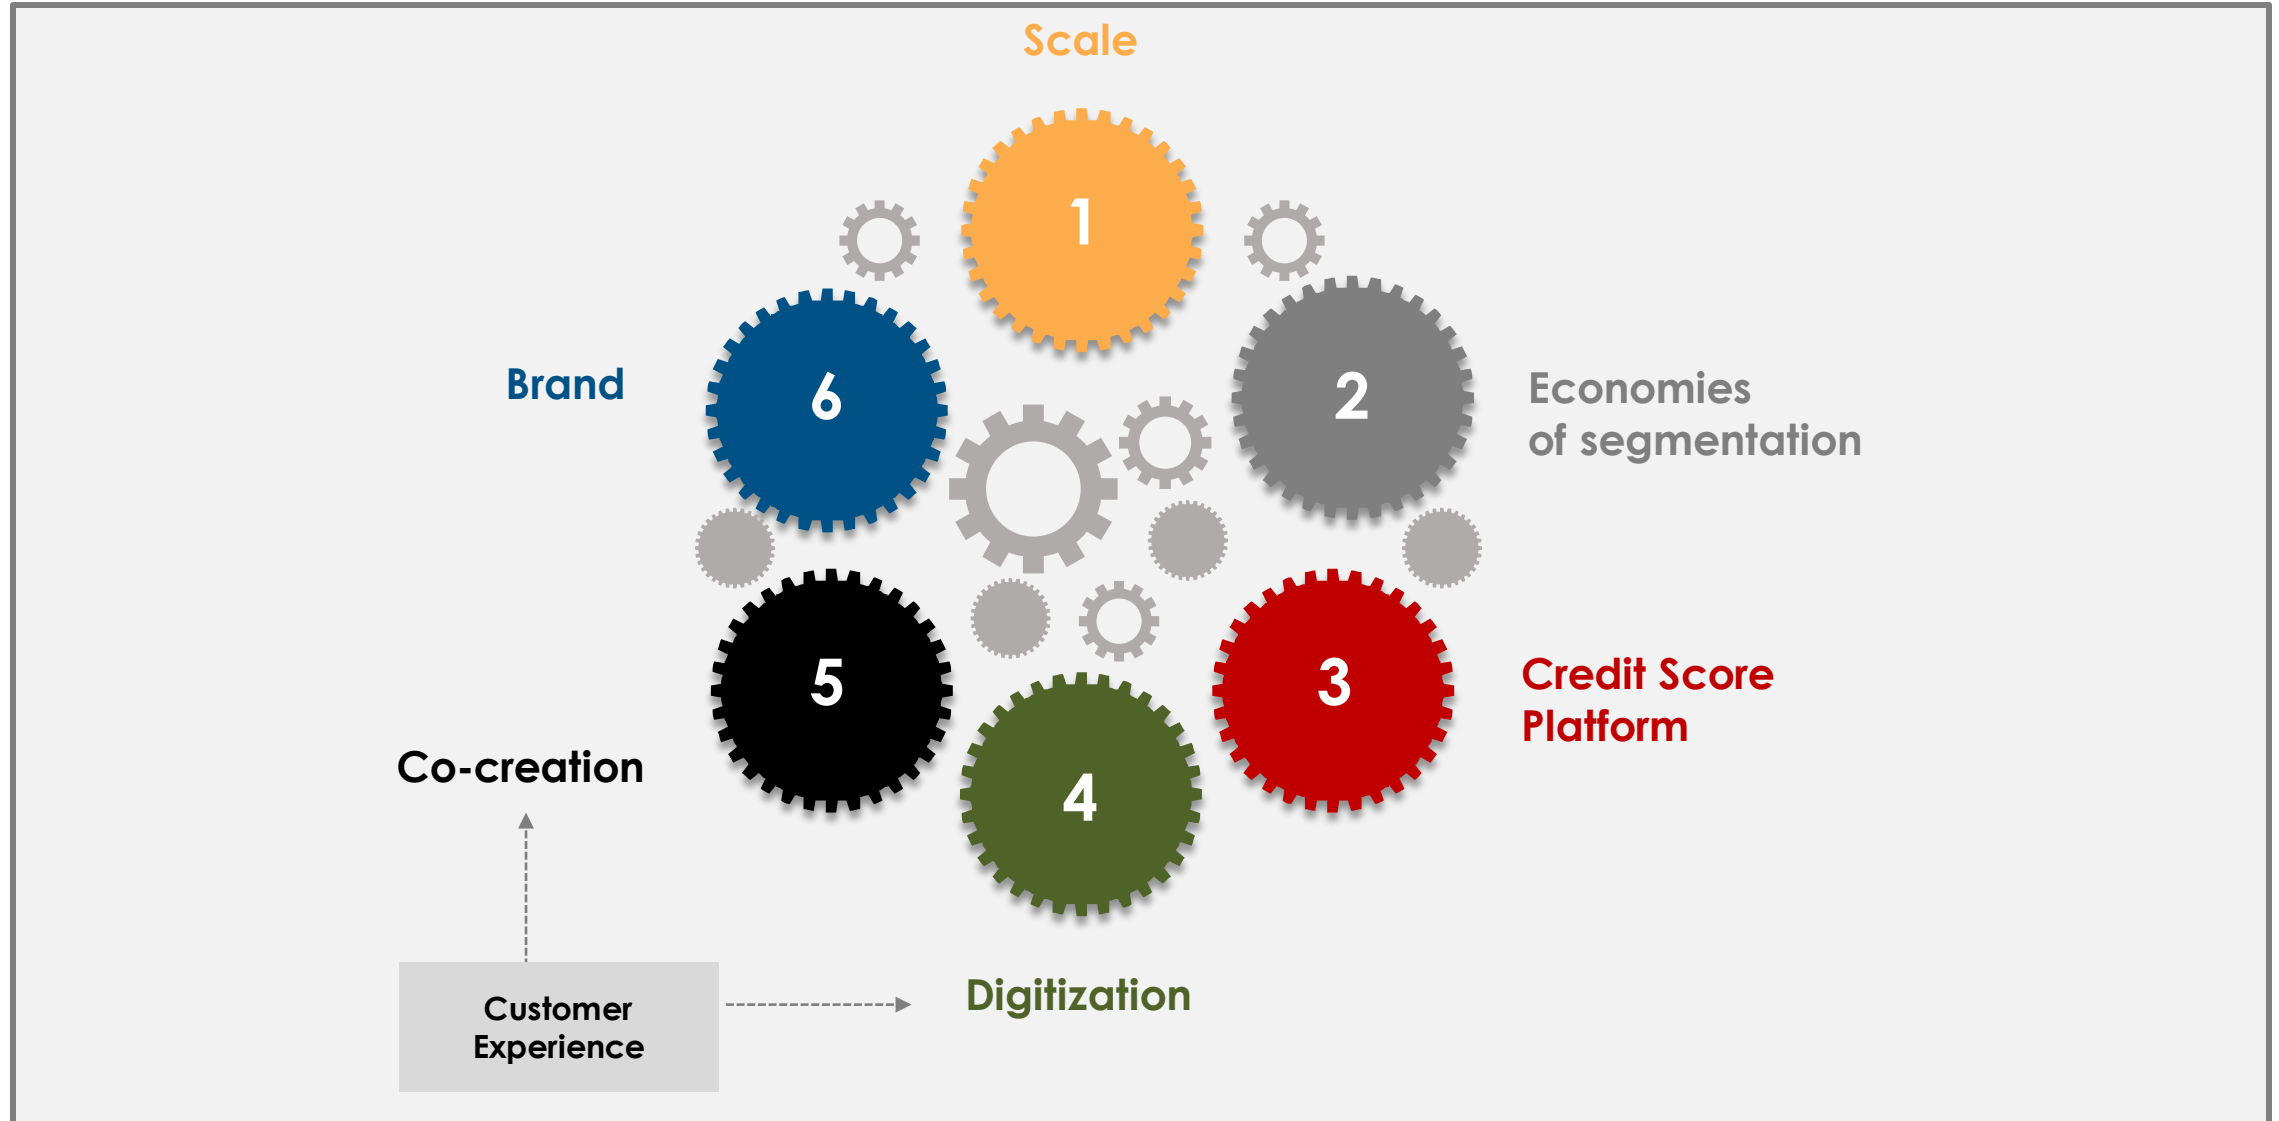 Scale
1
6
Brand
2
Economies
of segmentation
5
3
Credit Score
Platform
Co-creation
4
Digitization
Customer
Experience